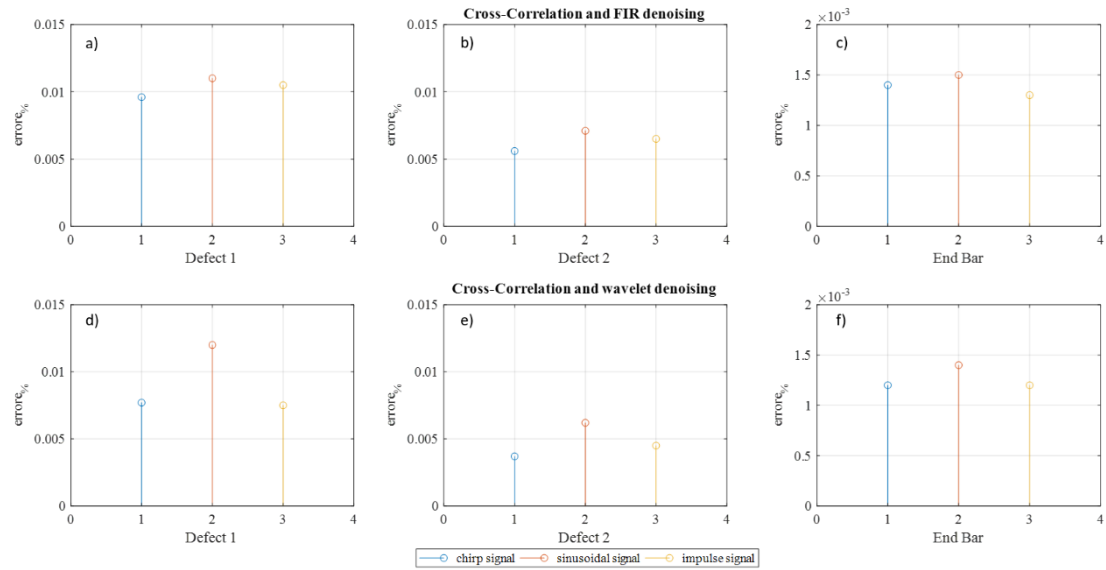 Cross-Correlation and FIR denoising
a)
0.015
0.01
0.005
0
errore%
0 1 2 3 4
Defect 1
b)
0.015
0.01
0.005
0
errore%
0 1 2 3 4
Defect 2
c)
×10-3
2
1.5
1
0.5
0
errore%
0 1 2 3 4
End Bar
Cross-Correlation and wavelet denoising
d)
0.015
0.01
0.005
0
errore%
0 1 2 3 4
Defect 1
e)
0.015
0.01
0.005
0
errore%
0 1 2 3 4
Defect 2
f)
×10-3
2
1.5
1
0.5
0
errore%
0 1 2 3 4
End Bar
chirp signal sinusoidal signal impulse signal